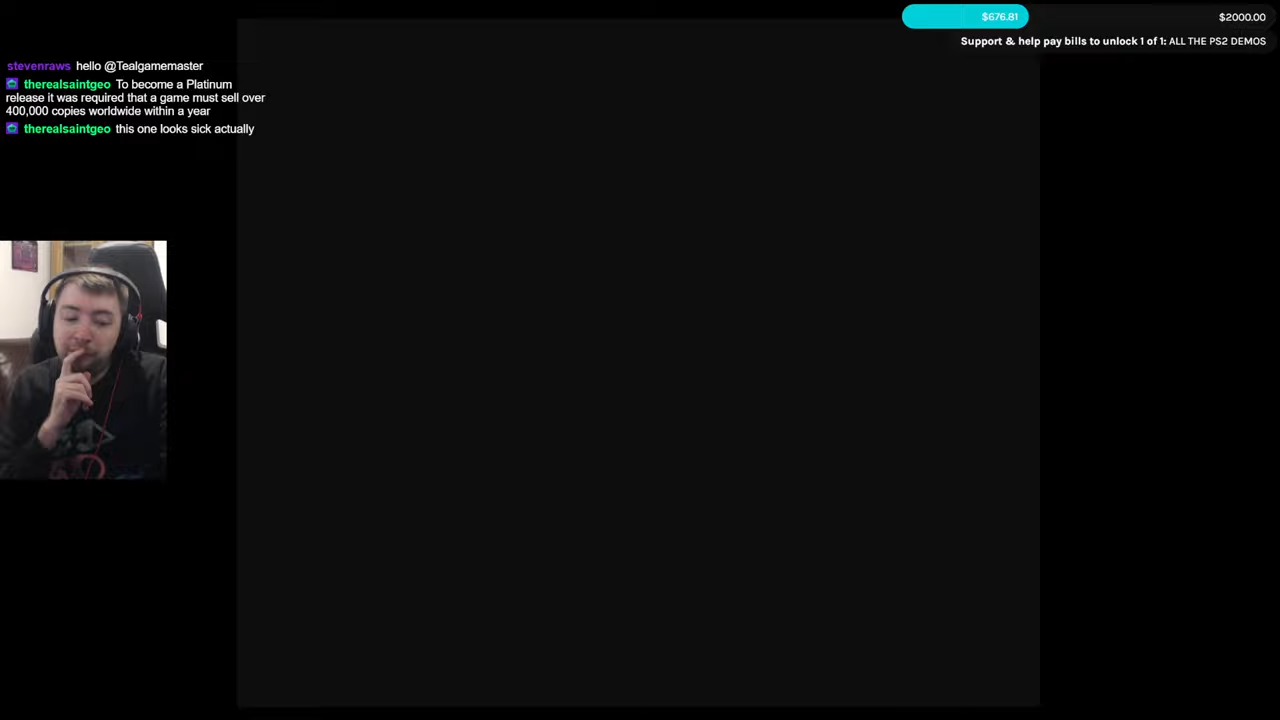 $676.81
$2000.00
Support & help pay bills to unlock 1 of 1: ALL THE PS2 DEMOS
stevenraws hello @Tealgamemaster
therealsaintgeo To become a Platinum
release it was required that a game must sell over
400,000 copies worldwide within a year
therealsaintgeo this one looks sick actually